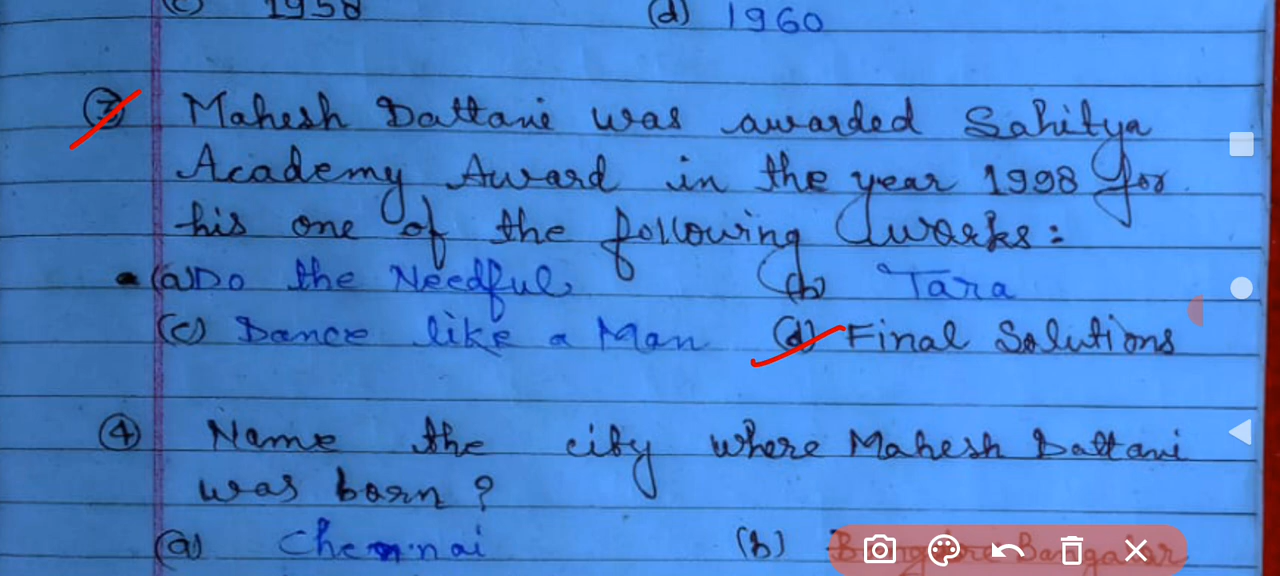 (c) 1958 (d) 1960
③ Mahesh Dattani was awarded Sahitya
Academy Award in the year 1998 for
his one of the following works:
(a) Do the Needful (b) Tara
(c) Dance like a Man (d) Final Solutions
④ Name the city where Mahesh Dattani
was born?
(a) Chennai (b) Bangalor